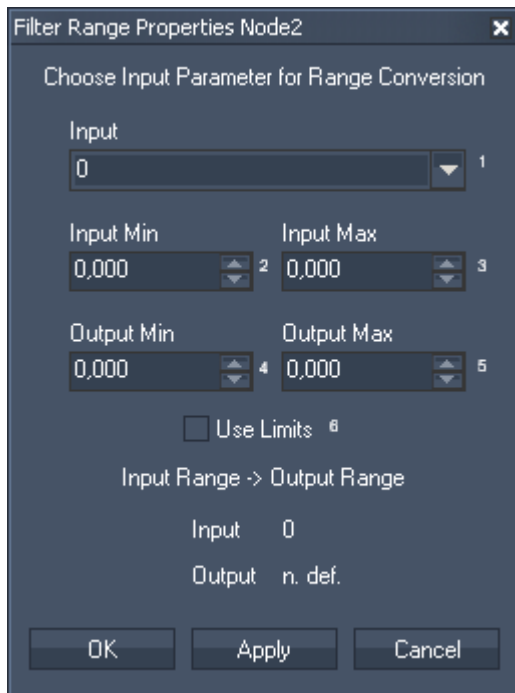 Filter Range Properties Node2
Choose Input Parameter for Range Conversion
Input
0 1
Input Min Input Max
0,000 2 0,000 3
Output Min Output Max
0,000 4 0,000 5
Use Limits 6
Input Range -> Output Range
Input 0
Output n. def.
OK Apply Cancel